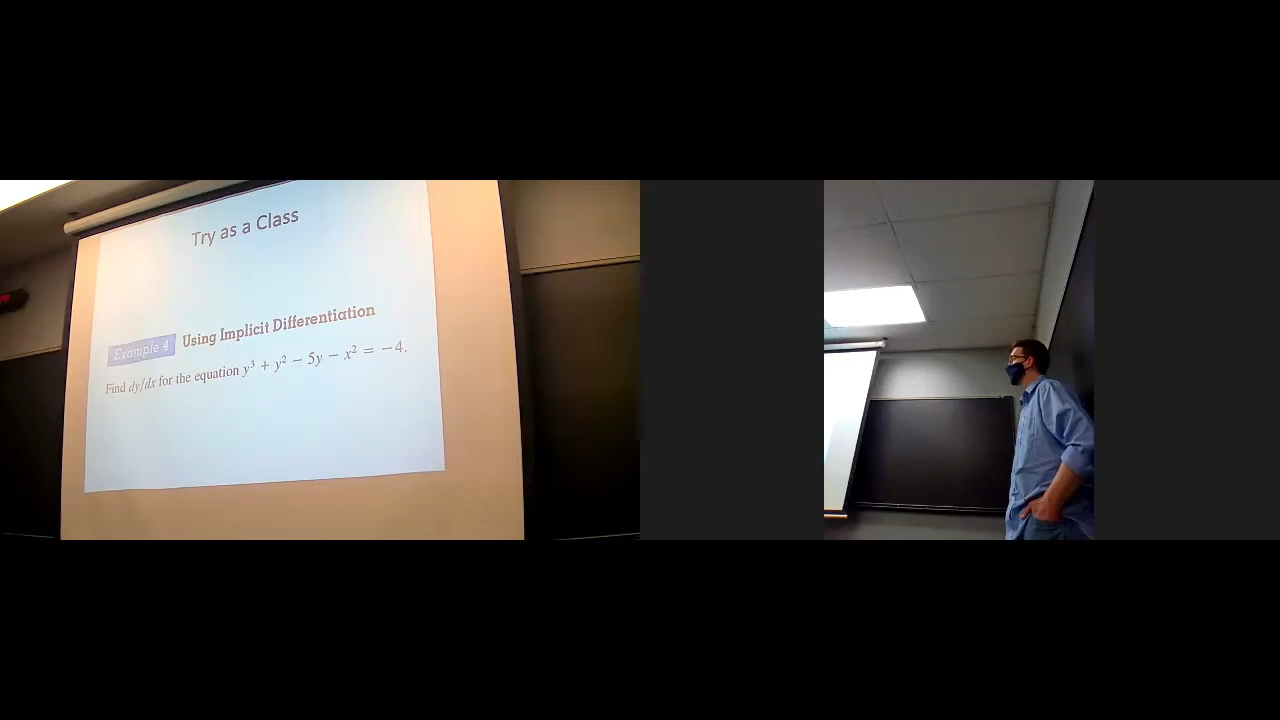 Try as a Class
Example 4 Using Implicit Differentiation
Find dy/dx for the equation y³ + y² − 5y − x² = −4.